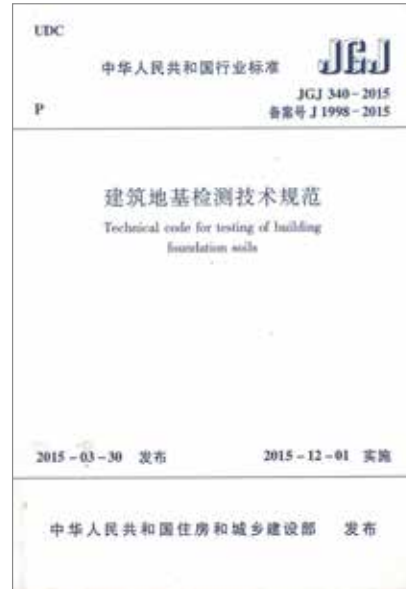 UDC
中华人民共和国行业标准 JGJ
JGJ 340-2015
P
备案号 J 1998-2015
建筑地基检测技术规范
Technical code for testing of building
foundation soils
2015-03-30 发布 2015-12-01 实施
中华人民共和国住房和城乡建设部 发布